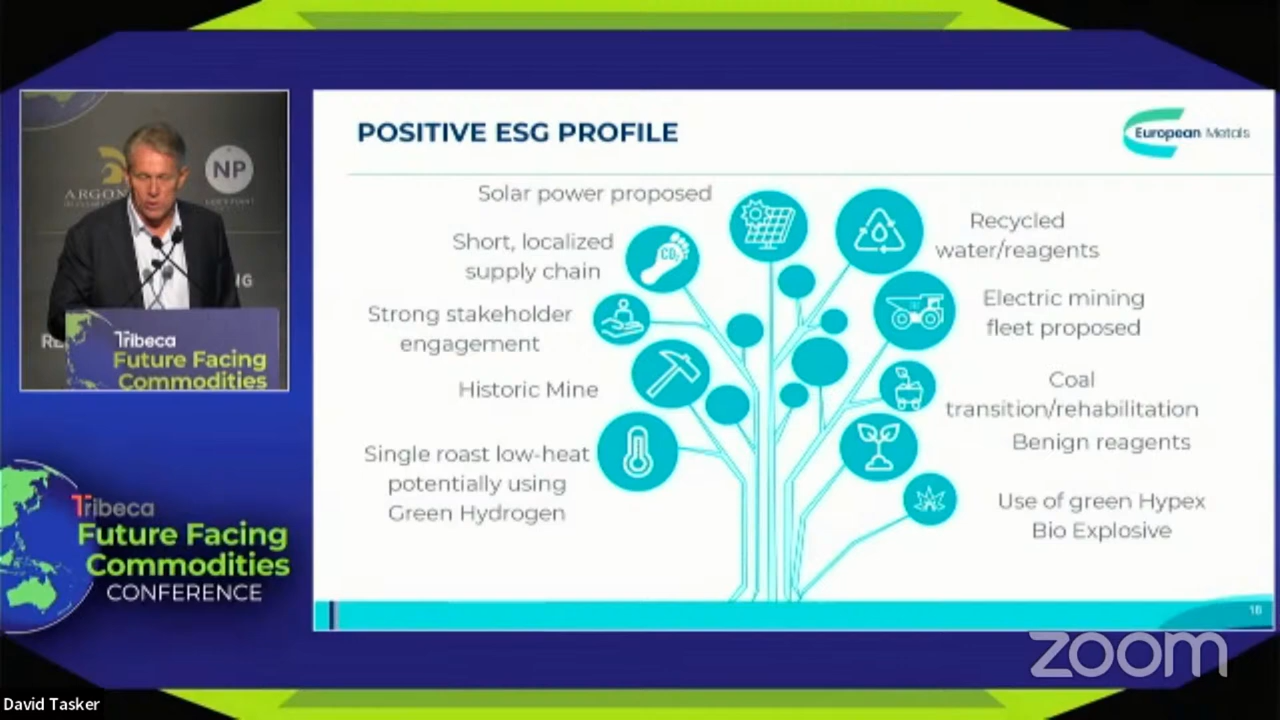 POSITIVE ESG PROFILE
European Metals
Solar power proposed
Short, localized
supply chain
Strong stakeholder
engagement
Historic Mine
Single roast low-heat
potentially using
Green Hydrogen
CO₂
Recycled
water/reagents
Electric mining
fleet proposed
Coal
transition/rehabilitation
Benign reagents
Use of green Hypex
Bio Explosive
18
NP
Tribeca
Future Facing
Commodities
Tribeca
Future Facing
Commodities
CONFERENCE
zoom
David Tasker